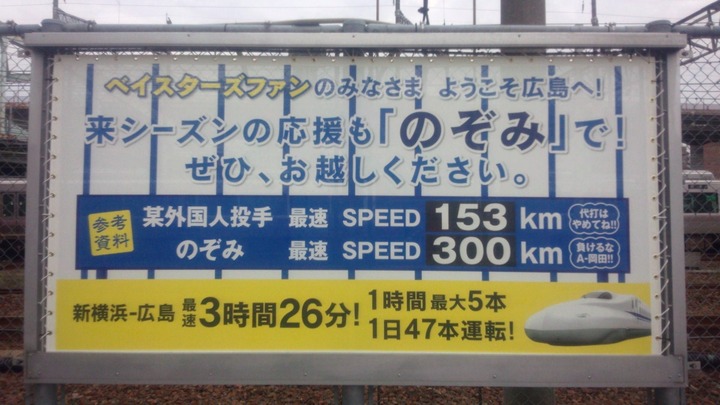 ベイスターズファンのみなさま ようこそ広島へ!
来シーズンの応援も「のぞみ」で!
ぜひ、お越しください。
参考
資料
某外国人投手 最速 SPEED 153 km
代打は
やめてね!!
のぞみ 最速 SPEED 300 km
負けるな
A-岡田!!
新横浜-広島 最速3時間26分!
1時間最大5本
1日47本運転!